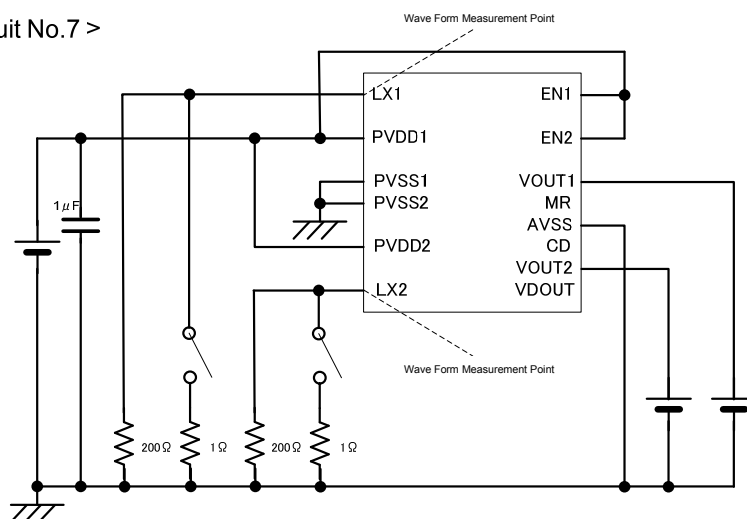 uit No.7 >
Wave Form Measurement Point
LX1
EN1
PVDD1
EN2
PVSS1
VOUT1
PVSS2
MR
AVSS
PVDD2
CD
VOUT2
LX2
VDOUT
1μF
Wave Form Measurement Point
200Ω
1Ω
200Ω
1Ω